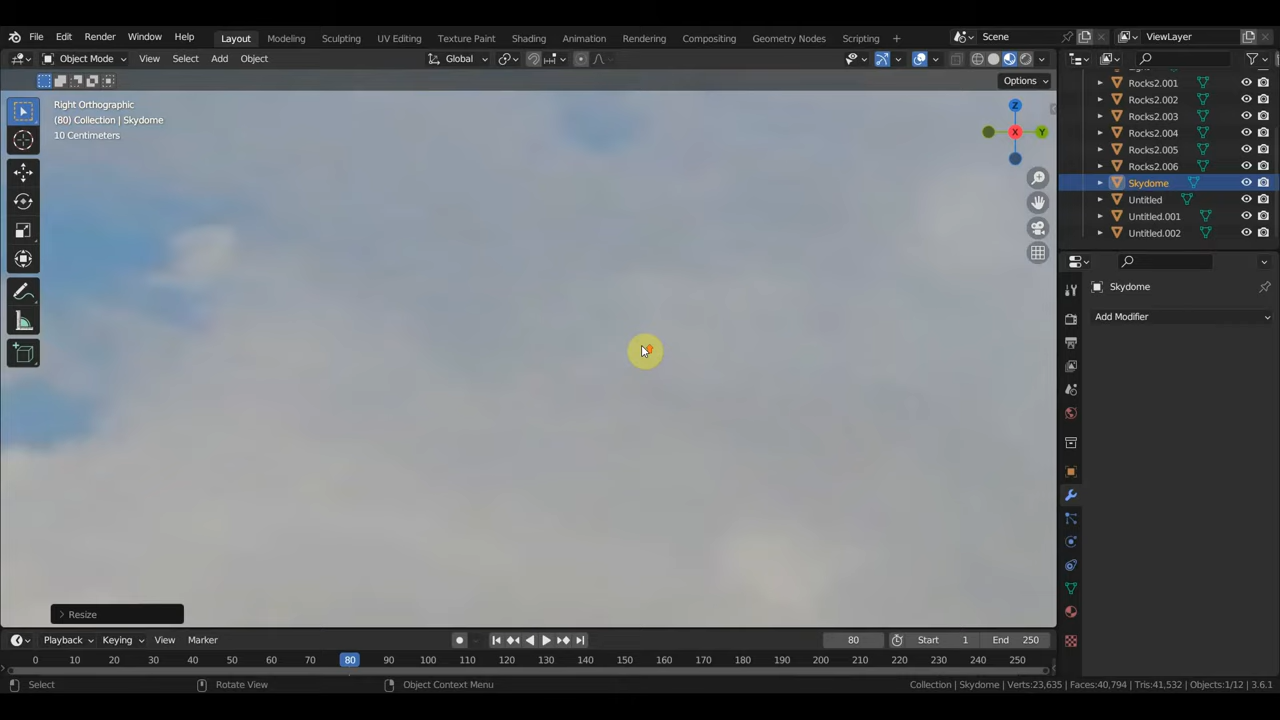 File Edit Render Window Help Layout Modeling Sculpting UV Editing Texture Paint Shading Animation Rendering Compositing Geometry Nodes Scripting + Scene ViewLayer
Object Mode View Select Add Object Global
Options
Right Orthographic
(80) Collection | Skydome
10 Centimeters
Z
X
Y
Rocks2.001
Rocks2.002
Rocks2.003
Rocks2.004
Rocks2.005
Rocks2.006
Skydome
Untitled
Untitled.001
Untitled.002
Skydome
Add Modifier
Resize
Playback Keying View Marker 80 Start 1 End 250
0 10 20 30 40 50 60 70 80 90 100 110 120 130 140 150 160 170 180 190 200 210 220 230 240 250
Select Rotate View Object Context Menu Collection | Skydome | Verts:23,635 | Faces:40,794 | Tris:41,532 | Objects:1/12 | 3.6.1